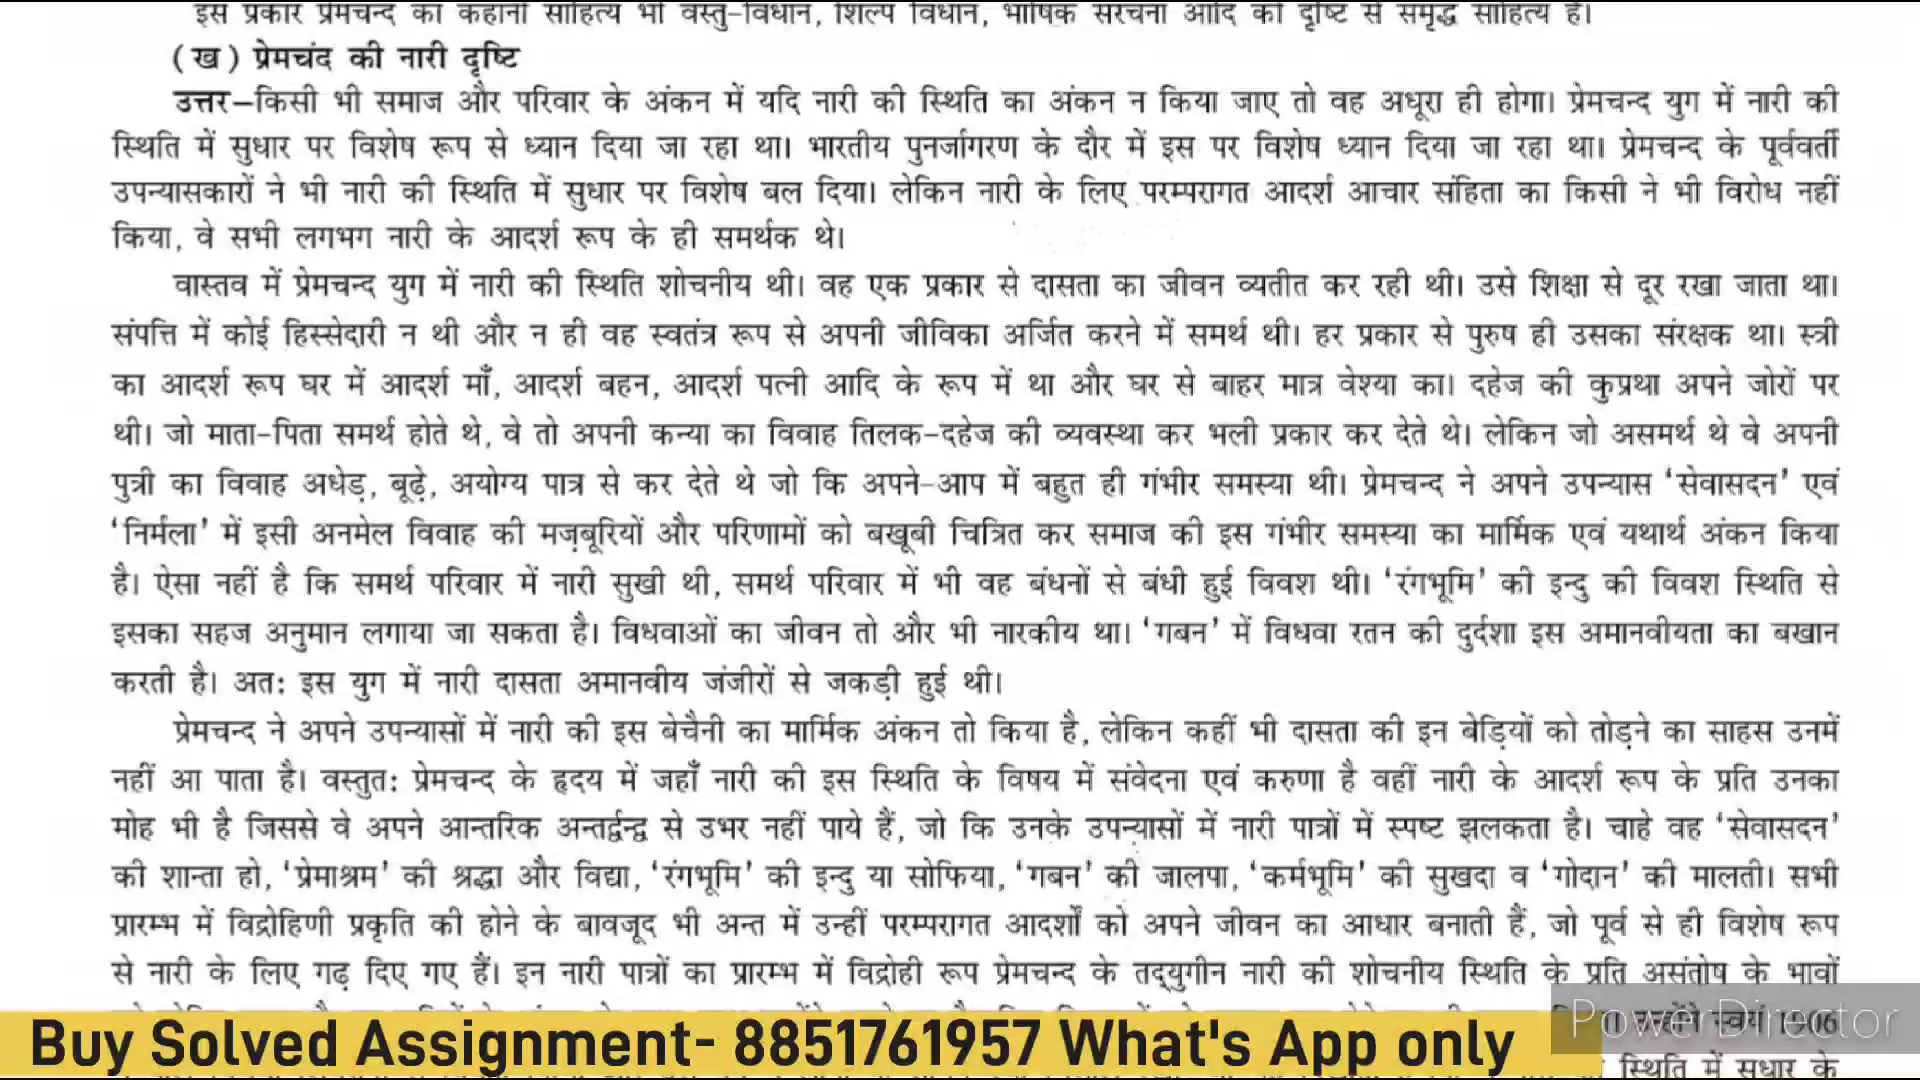 इस प्रकार प्रेमचन्द का कहानी साहित्य भी वस्तु-विधान, शिल्प विधान, भाषिक संरचना आदि की दृष्टि से समृद्ध साहित्य है।
( ख ) प्रेमचंद की नारी दृष्टि
उत्तर–किसी भी समाज और परिवार के अंकन में यदि नारी की स्थिति का अंकन न किया जाए तो वह अधूरा ही होगा। प्रेमचन्द युग में नारी की
स्थिति में सुधार पर विशेष रूप से ध्यान दिया जा रहा था। भारतीय पुनर्जागरण के दौर में इस पर विशेष ध्यान दिया जा रहा था। प्रेमचन्द के पूर्ववर्ती
उपन्यासकारों ने भी नारी की स्थिति में सुधार पर विशेष बल दिया। लेकिन नारी के लिए परम्परागत आदर्श आचार संहिता का किसी ने भी विरोध नहीं
किया, वे सभी लगभग नारी के आदर्श रूप के ही समर्थक थे।
वास्तव में प्रेमचन्द युग में नारी की स्थिति शोचनीय थी। वह एक प्रकार से दासता का जीवन व्यतीत कर रही थी। उसे शिक्षा से दूर रखा जाता था।
संपत्ति में कोई हिस्सेदारी न थी और न ही वह स्वतंत्र रूप से अपनी जीविका अर्जित करने में समर्थ थी। हर प्रकार से पुरुष ही उसका संरक्षक था। स्त्री
का आदर्श रूप घर में आदर्श माँ, आदर्श बहन, आदर्श पत्नी आदि के रूप में था और घर से बाहर मात्र वेश्या का। दहेज की कुप्रथा अपने जोरों पर
थी। जो माता-पिता समर्थ होते थे, वे तो अपनी कन्या का विवाह तिलक-दहेज की व्यवस्था कर भली प्रकार कर देते थे। लेकिन जो असमर्थ थे वे अपनी
पुत्री का विवाह अधेड़, बूढ़े, अयोग्य पात्र से कर देते थे जो कि अपने-आप में बहुत ही गंभीर समस्या थी। प्रेमचन्द ने अपने उपन्यास 'सेवासदन' एवं
'निर्मला' में इसी अनमेल विवाह की मज़बूरियों और परिणामों को बखूबी चित्रित कर समाज की इस गंभीर समस्या का मार्मिक एवं यथार्थ अंकन किया
है। ऐसा नहीं है कि समर्थ परिवार में नारी सुखी थी, समर्थ परिवार में भी वह बंधनों से बंधी हुई विवश थी। 'रंगभूमि' की इन्दु की विवश स्थिति से
इसका सहज अनुमान लगाया जा सकता है। विधवाओं का जीवन तो और भी नारकीय था। 'गबन' में विधवा रतन की दुर्दशा इस अमानवीयता का बखान
करती है। अतः इस युग में नारी दासता अमानवीय जंजीरों से जकड़ी हुई थी।
प्रेमचन्द ने अपने उपन्यासों में नारी की इस बेचैनी का मार्मिक अंकन तो किया है, लेकिन कहीं भी दासता की इन बेड़ियों को तोड़ने का साहस उनमें
नहीं आ पाता है। वस्तुतः प्रेमचन्द के हृदय में जहाँ नारी की इस स्थिति के विषय में संवेदना एवं करुणा है वहीं नारी के आदर्श रूप के प्रति उनका
मोह भी है जिससे वे अपने आन्तरिक अन्तर्द्वन्द्व से उभर नहीं पाये हैं, जो कि उनके उपन्यासों में नारी पात्रों में स्पष्ट झलकता है। चाहे वह 'सेवासदन'
की शान्ता हो, 'प्रेमाश्रम' की श्रद्धा और विद्या, 'रंगभूमि' की इन्दु या सोफिया, 'गबन' की जालपा, 'कर्मभूमि' की सुखदा व 'गोदान' की मालती। सभी
प्रारम्भ में विद्रोहिणी प्रकृति की होने के बावजूद भी अन्त में उन्हीं परम्परागत आदर्शों को अपने जीवन का आधार बनाती हैं, जो पूर्व से ही विशेष रूप
से नारी के लिए गढ़ दिए गए हैं। इन नारी पात्रों का प्रारम्भ में विद्रोही रूप प्रेमचन्द के तद्युगीन नारी की शोचनीय स्थिति के प्रति असंतोष के भावों
उन्होंने स्वयं 1906
Power Director
Buy Solved Assignment- 8851761957 What's App only
स्थिति में सुधार के